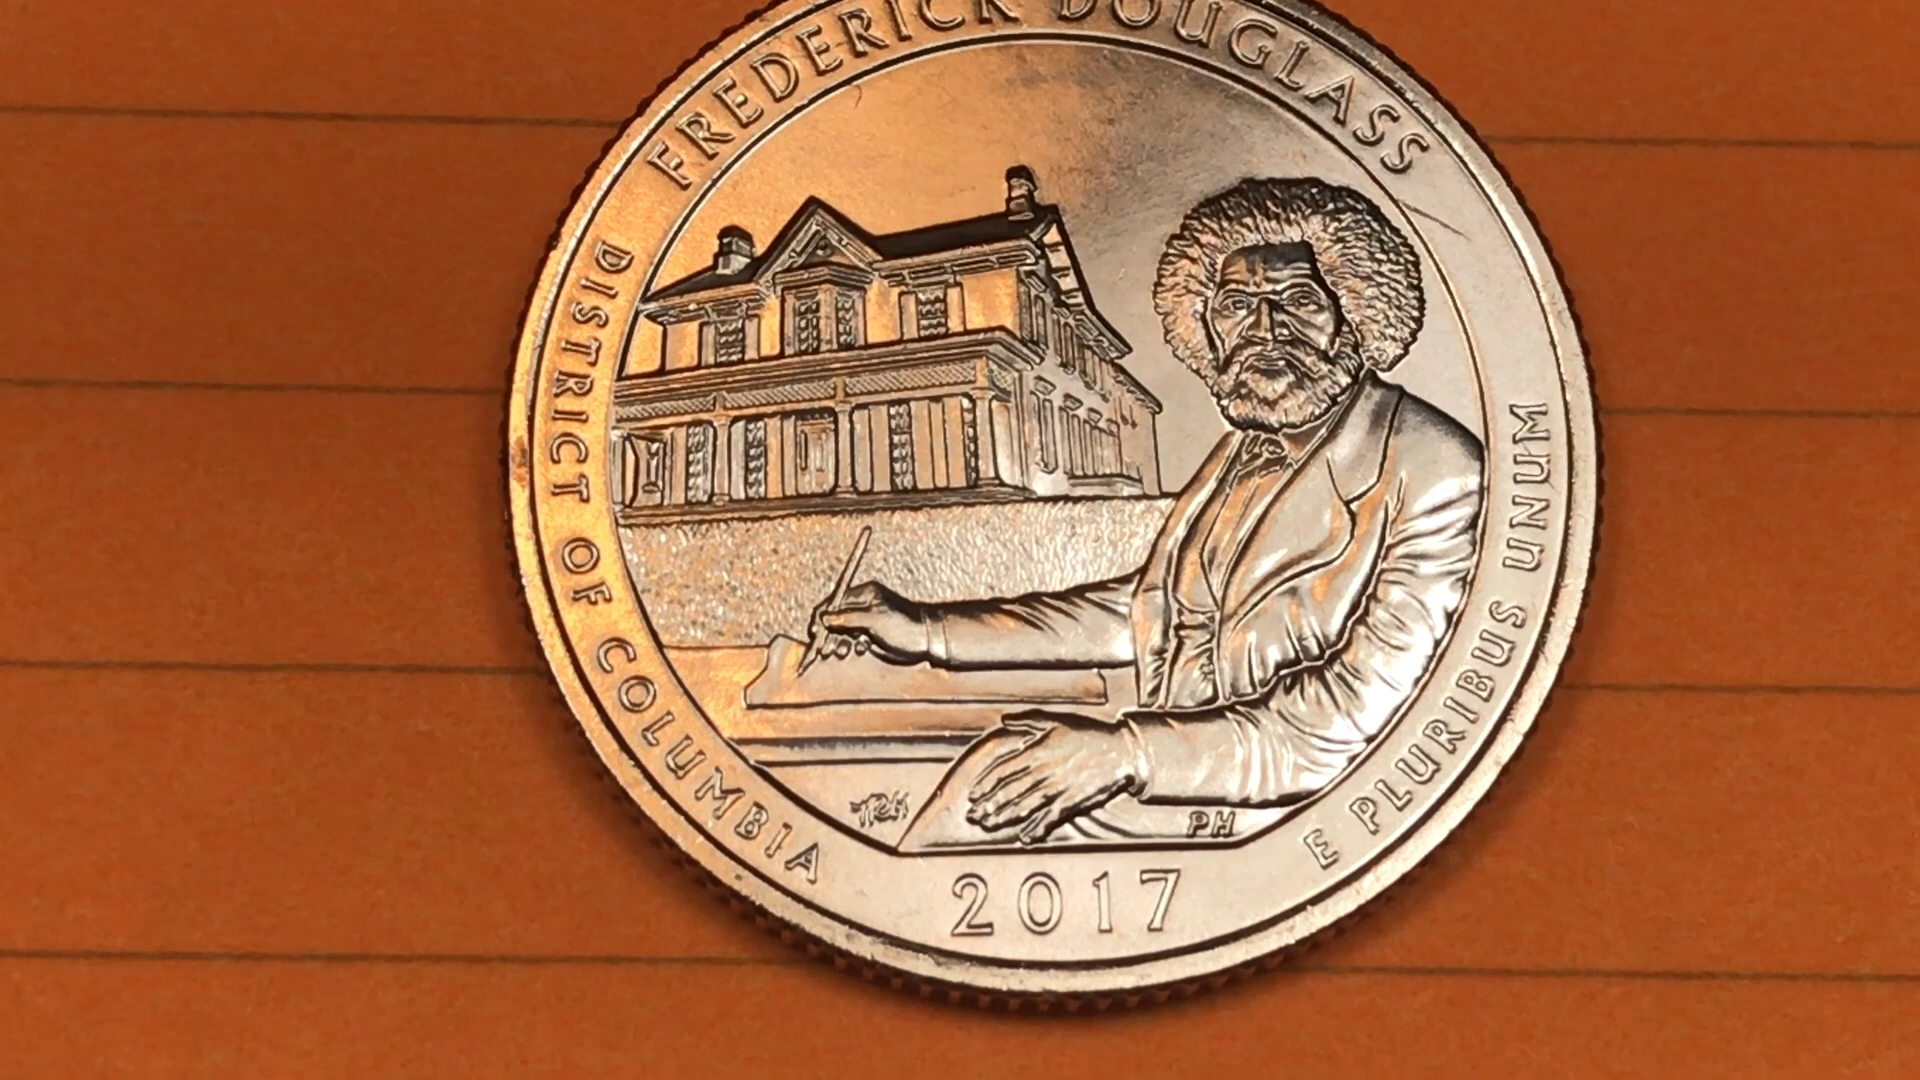 FREDERICK DOUGLASS
DISTRICT OF COLUMBIA
E PLURIBUS UNUM
PH
2017